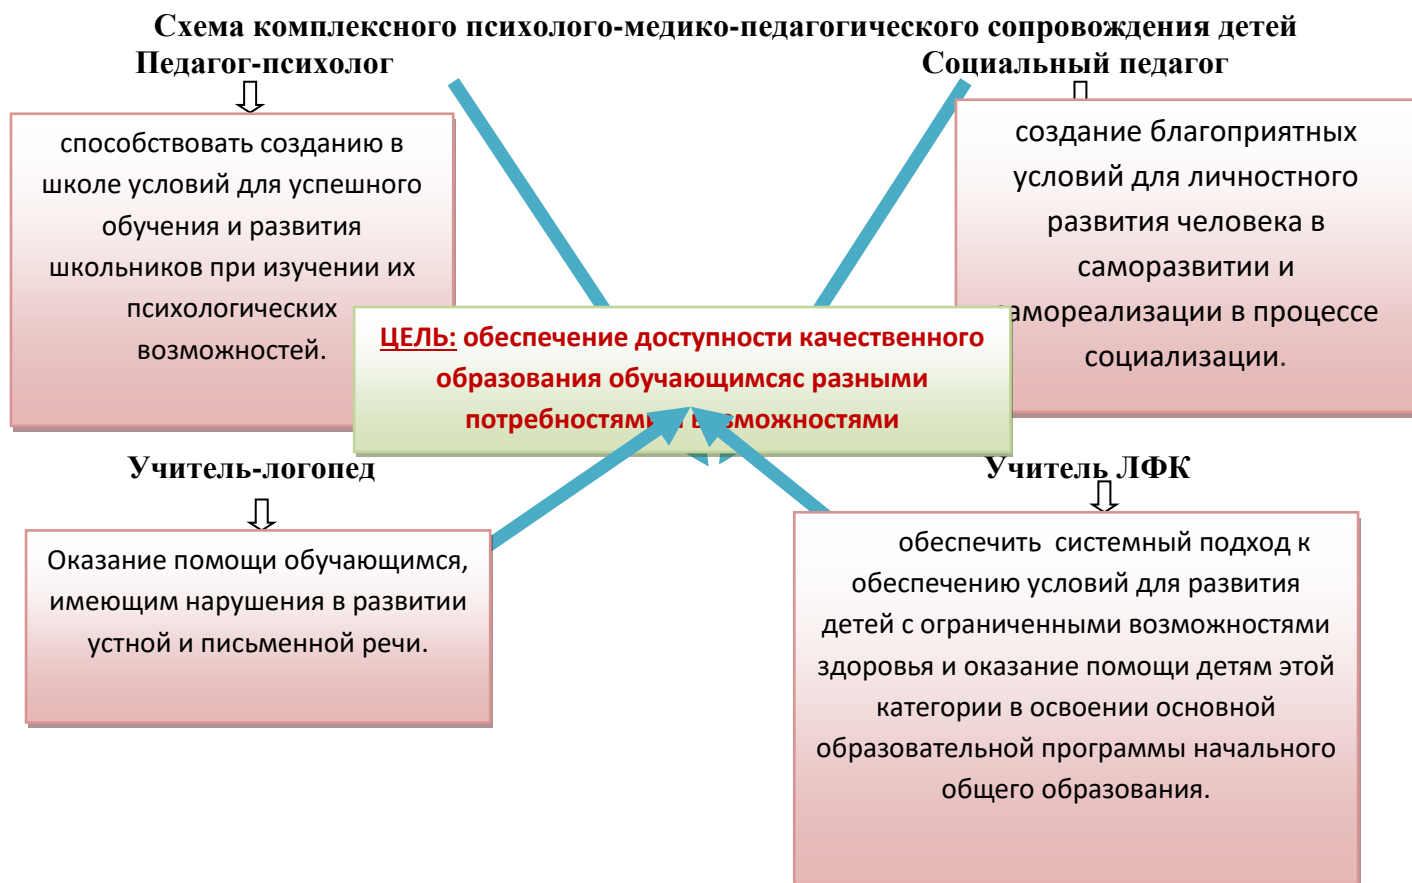 Схема комплексного психолого-медико-педагогического сопровождения детей
Педагог-психолог
Социальный педагог
способствовать созданию в
школе условий для успешного
обучения и развития
школьников при изучении их
психологических
возможностей.
создание благоприятных
условий для личностного
развития человека в
саморазвитии и
амореализации в процессе
социализации.
ЦЕЛЬ: обеспечение доступности качественного
образования обучающимсяс разными
потребностями возможностями
Учитель-логопед
Учитель ЛФК
Оказание помощи обучающимся,
имеющим нарушения в развитии
устной и письменной речи.
обеспечить системный подход к
обеспечению условий для развития
детей с ограниченными возможностями
здоровья и оказание помощи детям этой
категории в освоении основной
образовательной программы начального
общего образования.